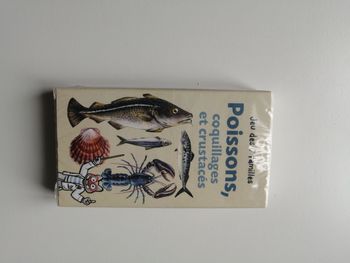 Jeu des 7 familles
Poissons,
coquillages
et crustacés